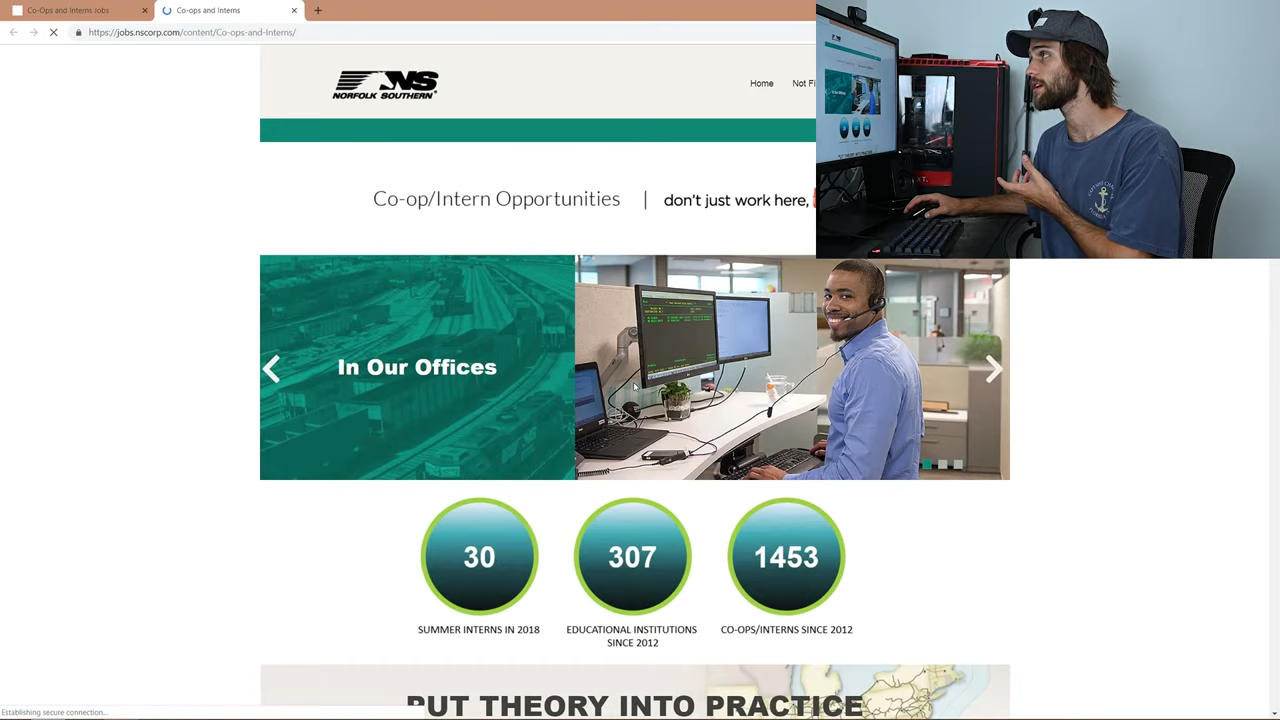 Co-Ops and Interns Jobs
Co-ops and Interns
https://jobs.nscorp.com/content/Co-ops-and-Interns/
NS
NORFOLK SOUTHERN
Home
Not Fi
Co-op/Intern Opportunities | don't just work here,
In Our Offices
30
307
1453
SUMMER INTERNS IN 2018
EDUCATIONAL INSTITUTIONS
SINCE 2012
CO-OPS/INTERNS SINCE 2012
PUT THEORY INTO PRACTICE
Establishing secure connection...